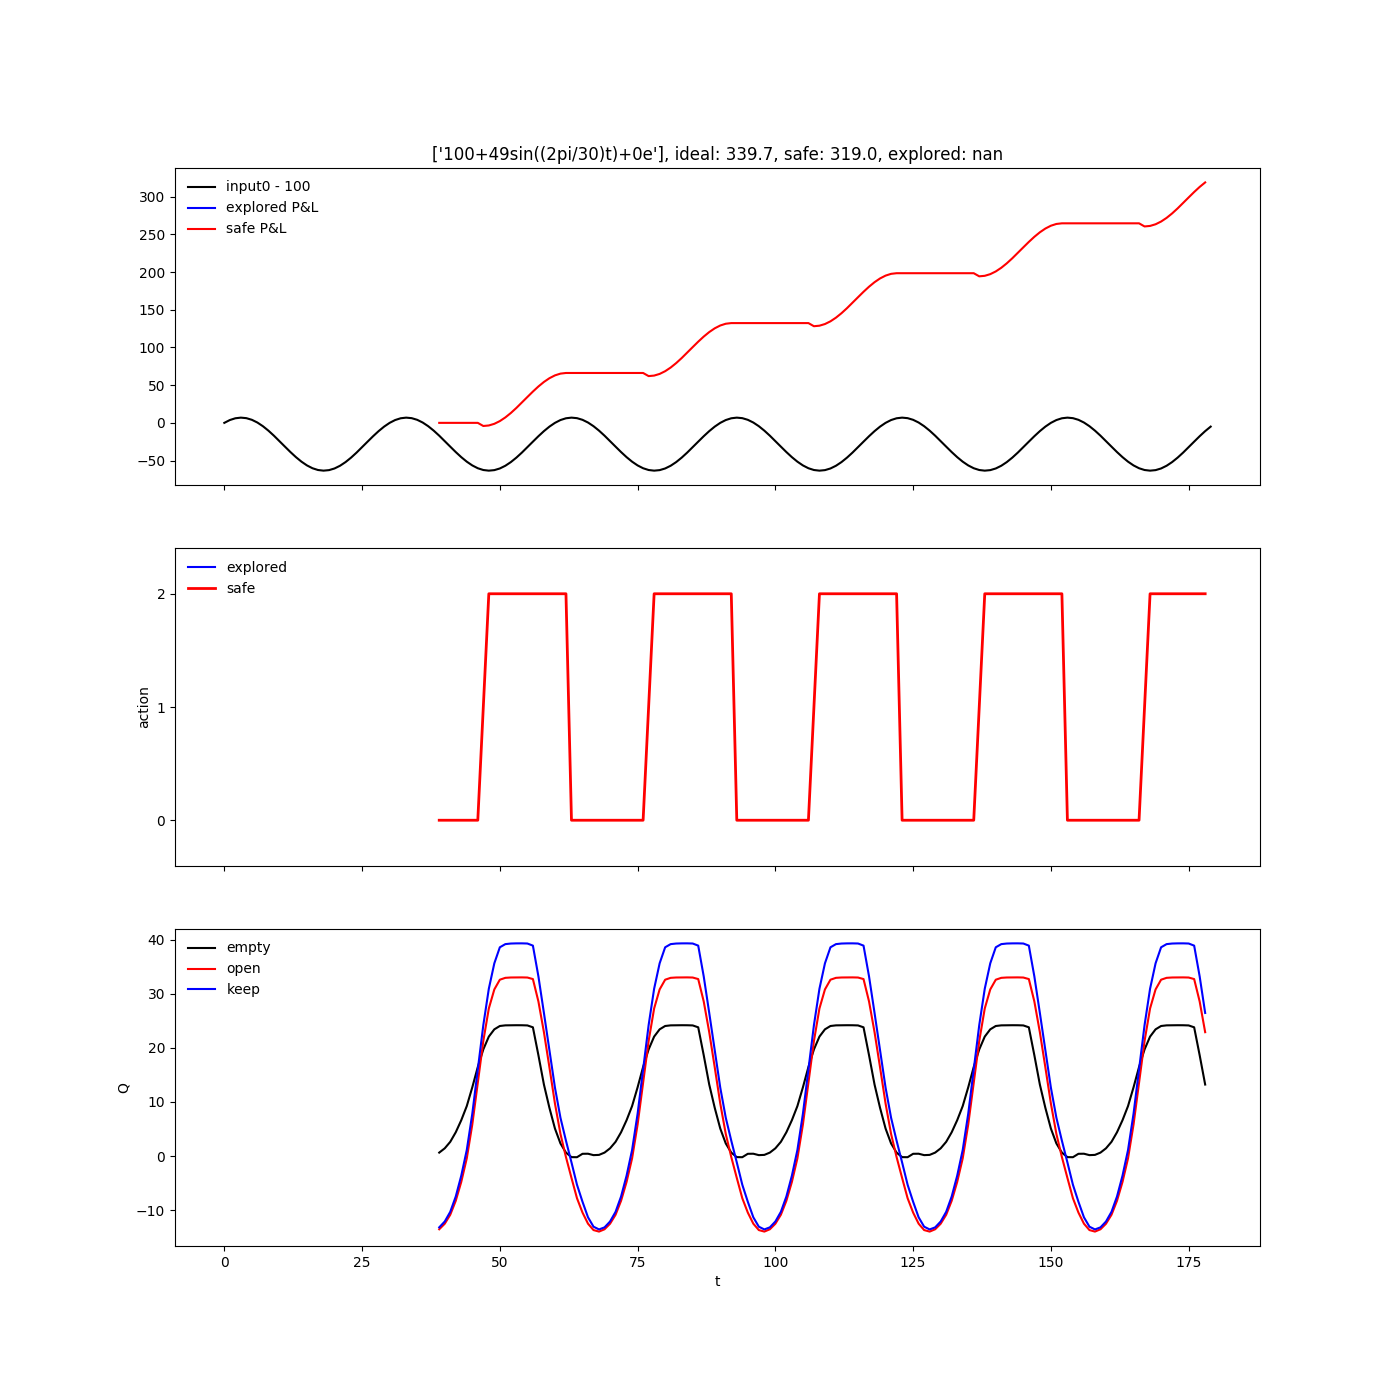 ['100+49sin((2pi/30)t)+0e'], ideal: 339.7, safe: 319.0, explored: nan
input0 - 100
explored P&L
safe P&L
300
250
200
150
100
50
0
−50
explored
safe
action
2
1
0
empty
open
keep
Q
40
30
20
10
0
−10
0 25 50 75 100 125 150 175
t